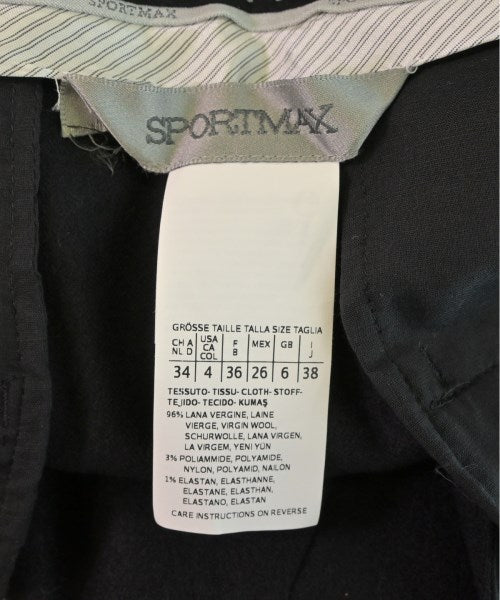 SPORTMAX
SPORTMAX
GRÖSSE TAILLE TALLA SIZE TAGLIA
CH A NL D USA CA COL F B MEX GB I J
34 4 36 26 6 38
TESSUTO- TISSU- CLOTH- STOFF-
TEJIDO- TECIDO- KUMAŞ
96% LANA VERGINE, LAINE
VIERGE, VIRGIN WOOL,
SCHURWOLLE, LANA VIRGEN,
LA VIRGEM, YENI YÜN
3% POLIAMMIDE, POLYAMIDE,
NYLON, POLYAMID, NAILON
1% ELASTAN, ELASTHANNE,
ELASTANE, ELASTHAN,
ELASTANO, ELASTAN
CARE INSTRUCTIONS ON REVERSE